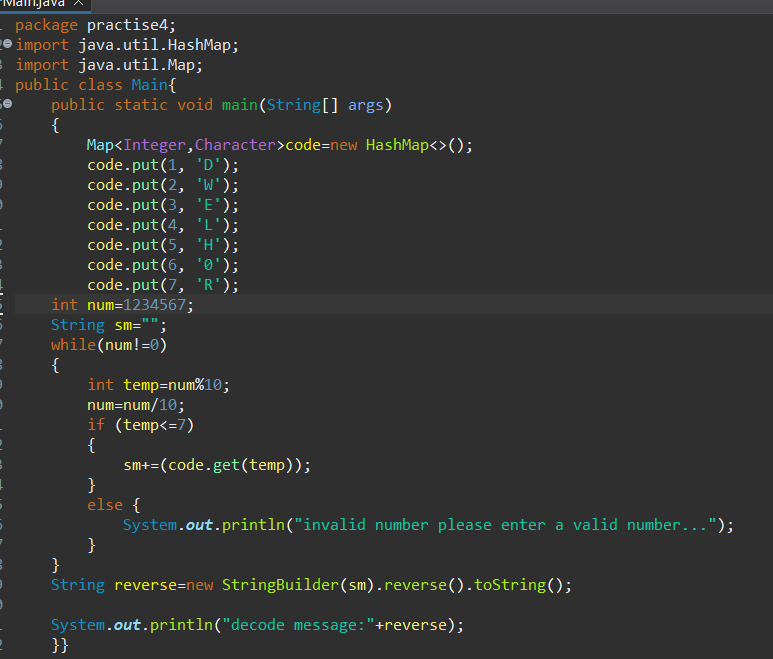 Main.java
package practise4;
import java.util.HashMap;
import java.util.Map;
public class Main{
    public static void main(String[] args)
    {
        Map<Integer,Character>code=new HashMap<>();
        code.put(1, 'D');
        code.put(2, 'W');
        code.put(3, 'E');
        code.put(4, 'L');
        code.put(5, 'H');
        code.put(6, '0');
        code.put(7, 'R');
    int num=1234567;
    String sm="";
    while(num!=0)
    {
        int temp=num%10;
        num=num/10;
        if (temp<=7)
        {
            sm+=(code.get(temp));
        }
        else {
            System.out.println("invalid number please enter a valid number...");
        }
    }
    String reverse=new StringBuilder(sm).reverse().toString();
    System.out.println("decode message:"+reverse);
    }}